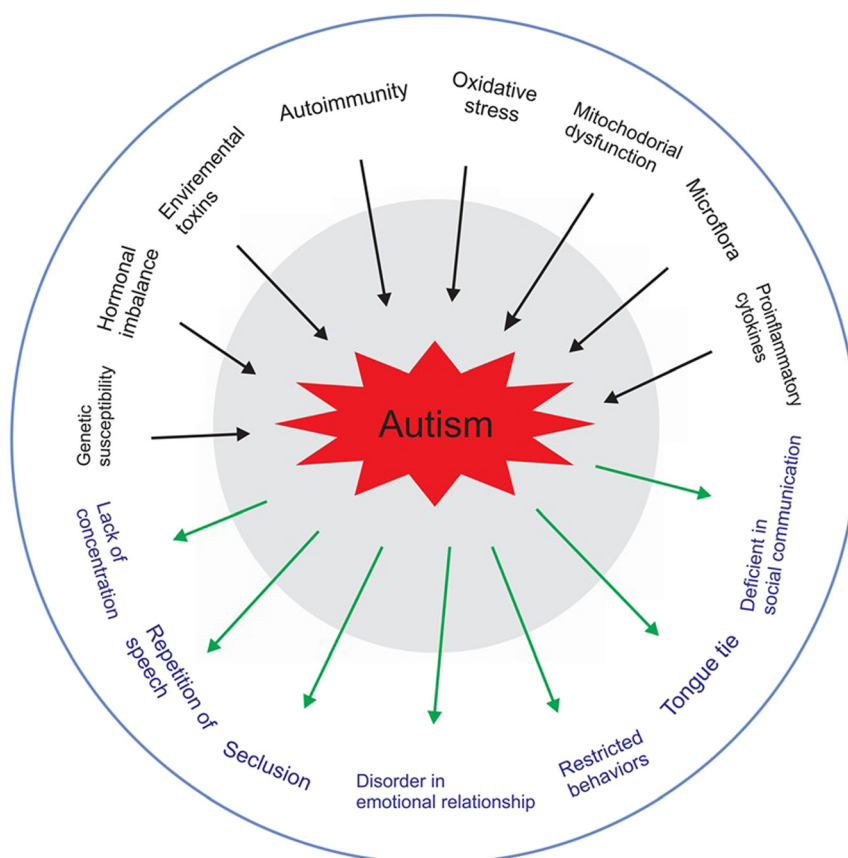 Autoimmunity
Oxidative
stress
Mitochodorial
dysfunction
Microflora
Proinflammatory
cytokines
Enviremental
toxins
Hormonal
imbalance
Genetic
susceptibility
Autism
Lack of
concentration
Repetition of
speech
Seclusion
Disorder in
emotional relationship
Restricted
behaviors
Tongue tie
Deficient in
social communication